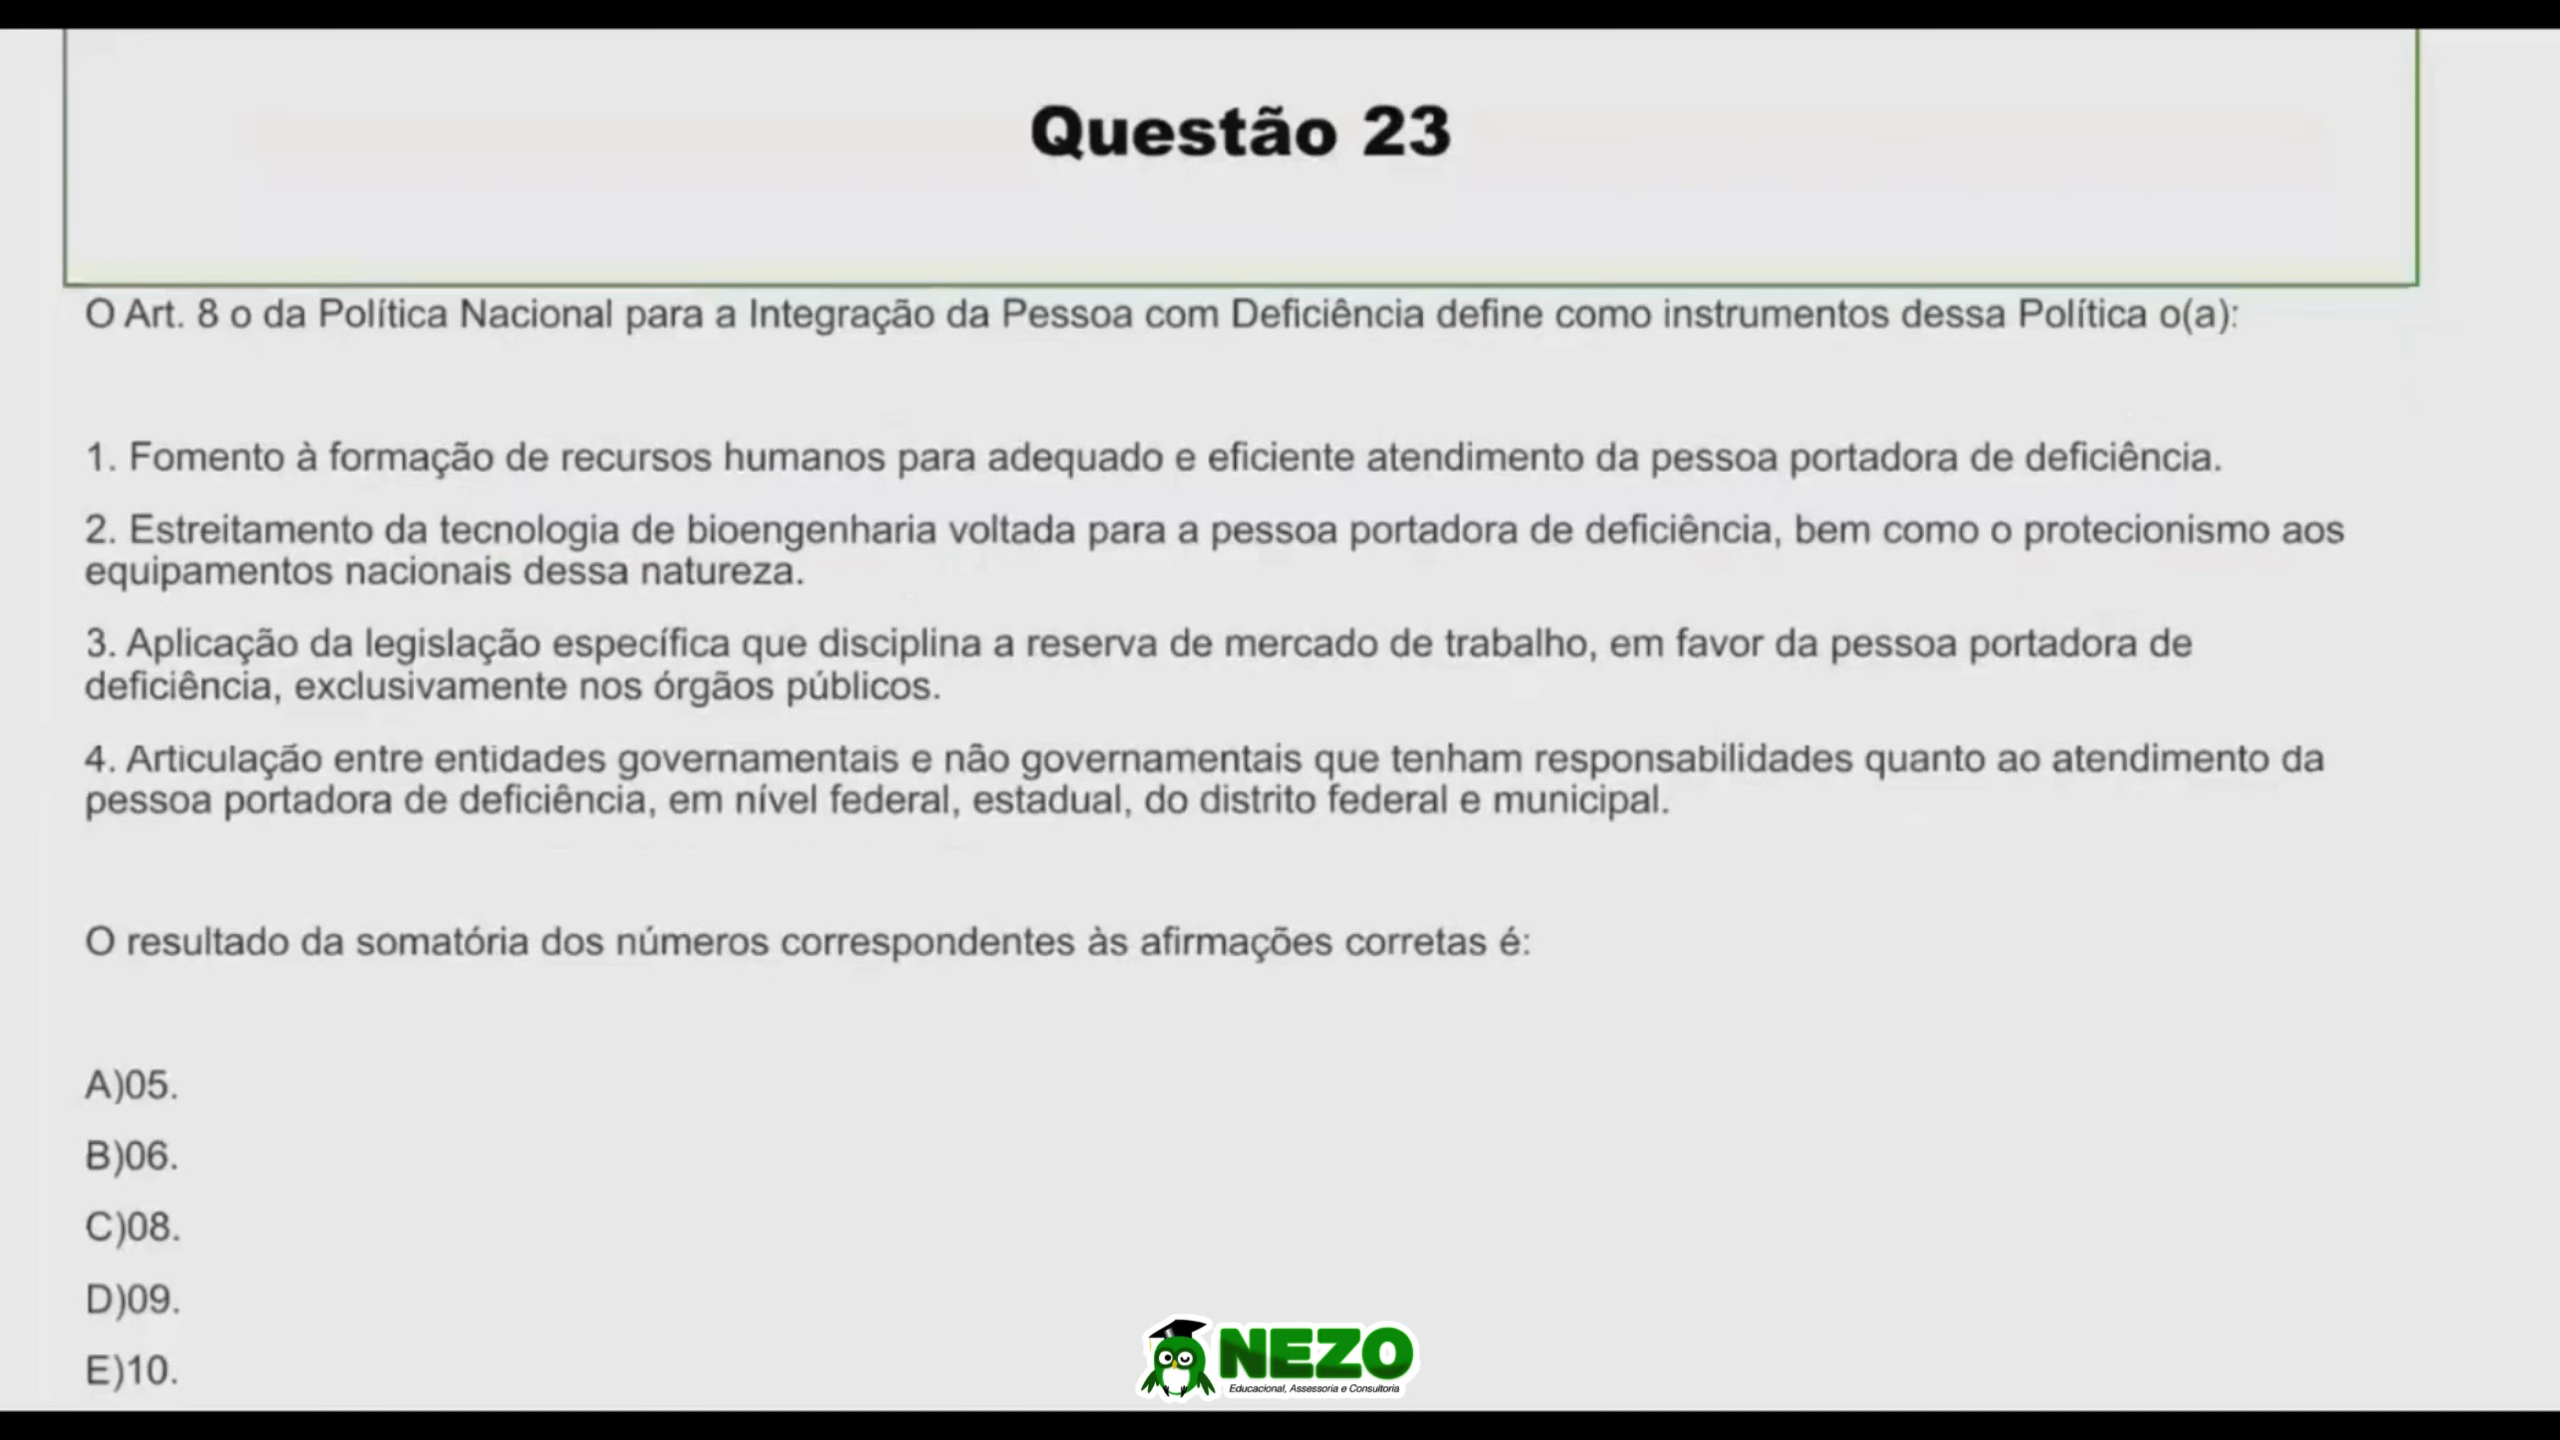 Questão 23
O Art. 8 o da Política Nacional para a Integração da Pessoa com Deficiência define como instrumentos dessa Política o(a):
1. Fomento à formação de recursos humanos para adequado e eficiente atendimento da pessoa portadora de deficiência.
2. Estreitamento da tecnologia de bioengenharia voltada para a pessoa portadora de deficiência, bem como o protecionismo aos
equipamentos nacionais dessa natureza.
3. Aplicação da legislação específica que disciplina a reserva de mercado de trabalho, em favor da pessoa portadora de
deficiência, exclusivamente nos órgãos públicos.
4. Articulação entre entidades governamentais e não governamentais que tenham responsabilidades quanto ao atendimento da
pessoa portadora de deficiência, em nível federal, estadual, do distrito federal e municipal.
O resultado da somatória dos números correspondentes às afirmações corretas é:
A)05.
B)06.
C)08.
D)09.
E)10.
NEZO
Educacional, Assessoria e Consultoria